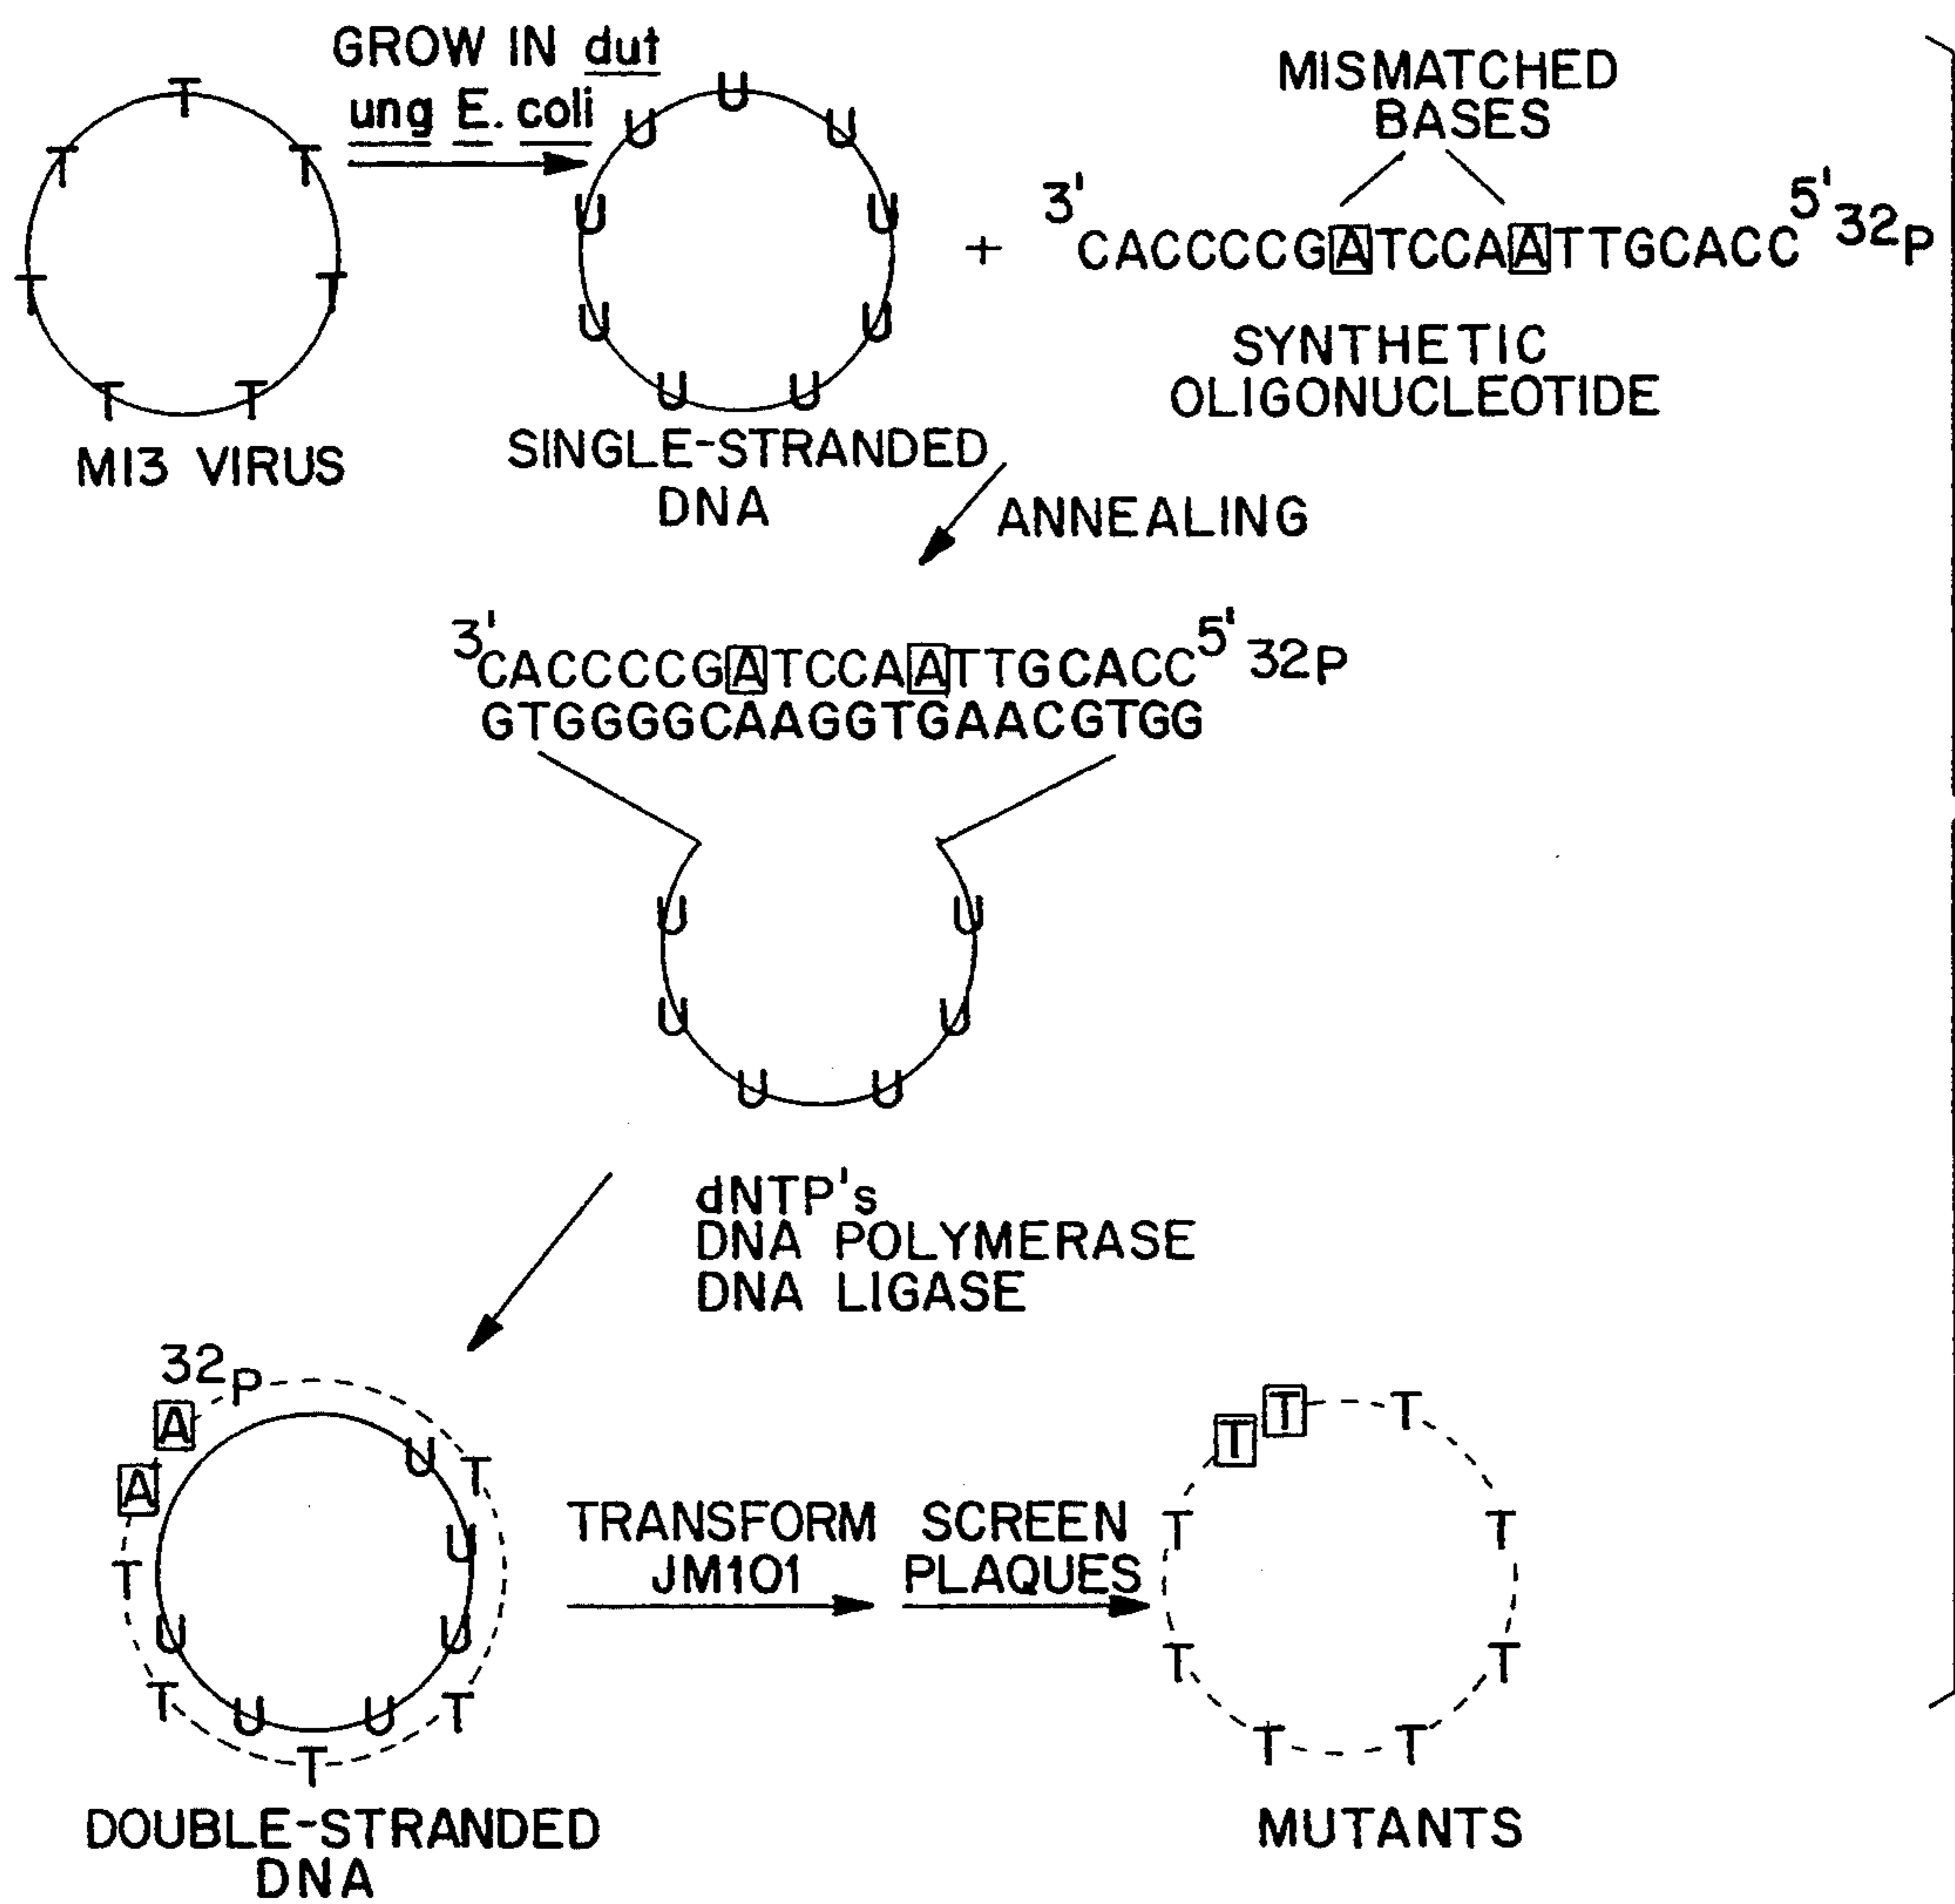 GROW IN dut
ung E. coli
T
T
T
T
T
T
T
M13 VIRUS
U
U
U
U
U
U
U
U
U
SINGLE-STRANDED
DNA
+
MISMATCHED
BASES
3' CACCCCGATCCAATTGCACC 5' 32P
SYNTHETIC
OLIGONUCLEOTIDE
ANNEALING
3' CACCCCGATCCAATTGCACC 5' 32P
GTGGGGCAAGGTGAACGTGG
U
U
U
U
U
U
dNTP's
DNA POLYMERASE
DNA LIGASE
32P
A
A
U
T
U
T
U
U
T
U
U
T
T
DOUBLE-STRANDED
DNA
TRANSFORM
JM101
SCREEN
PLAQUES
T
T
T
T
T
T
T
T
T
MUTANTS